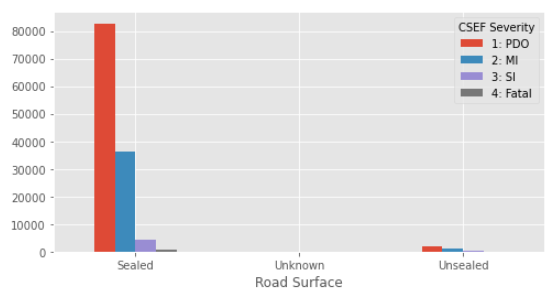 CSEF Severity
1: PDO
2: MI
3: SI
4: Fatal
80000
70000
60000
50000
40000
30000
20000
10000
0
Sealed Unknown Unsealed
Road Surface